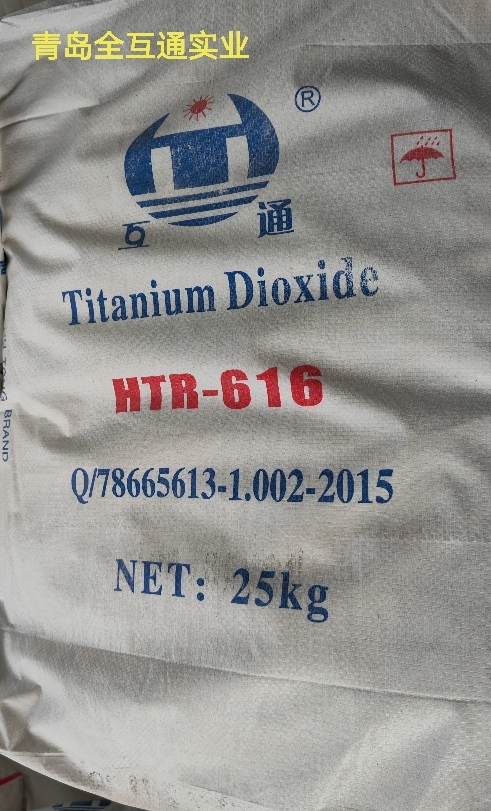 青岛全互通实业
®
互通
Titanium Dioxide
HTR-616
Q/78665613-1.002-2015
NET: 25kg
BRAND